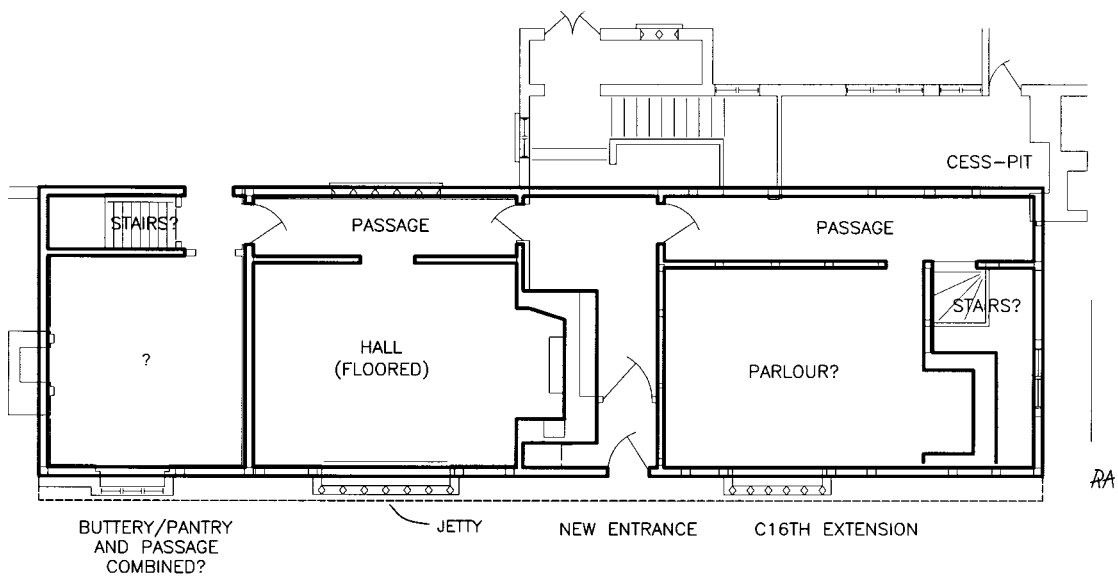 CESS-PIT
STAIRS?
PASSAGE
PASSAGE
STAIRS?
HALL
(FLOORED)
?
PARLOUR?
JETTY
BUTTERY/PANTRY
AND PASSAGE
COMBINED?
NEW ENTRANCE
C16TH EXTENSION